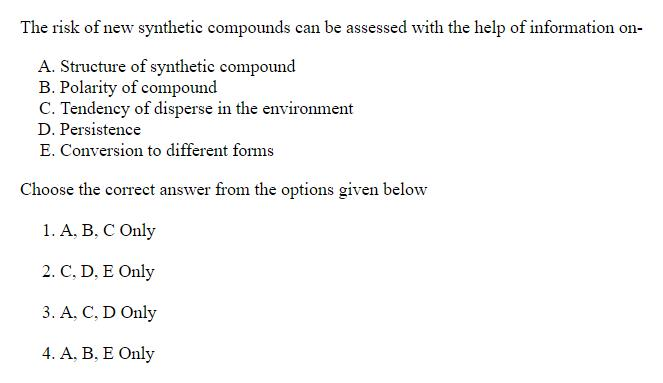 The risk of new synthetic compounds can be assessed with the help of information on-
A. Structure of synthetic compound
B. Polarity of compound
C. Tendency of disperse in the environment
D. Persistence
E. Conversion to different forms
Choose the correct answer from the options given below
1. A, B, C Only
2. C, D, E Only
3. A, C, D Only
4. A, B, E Only